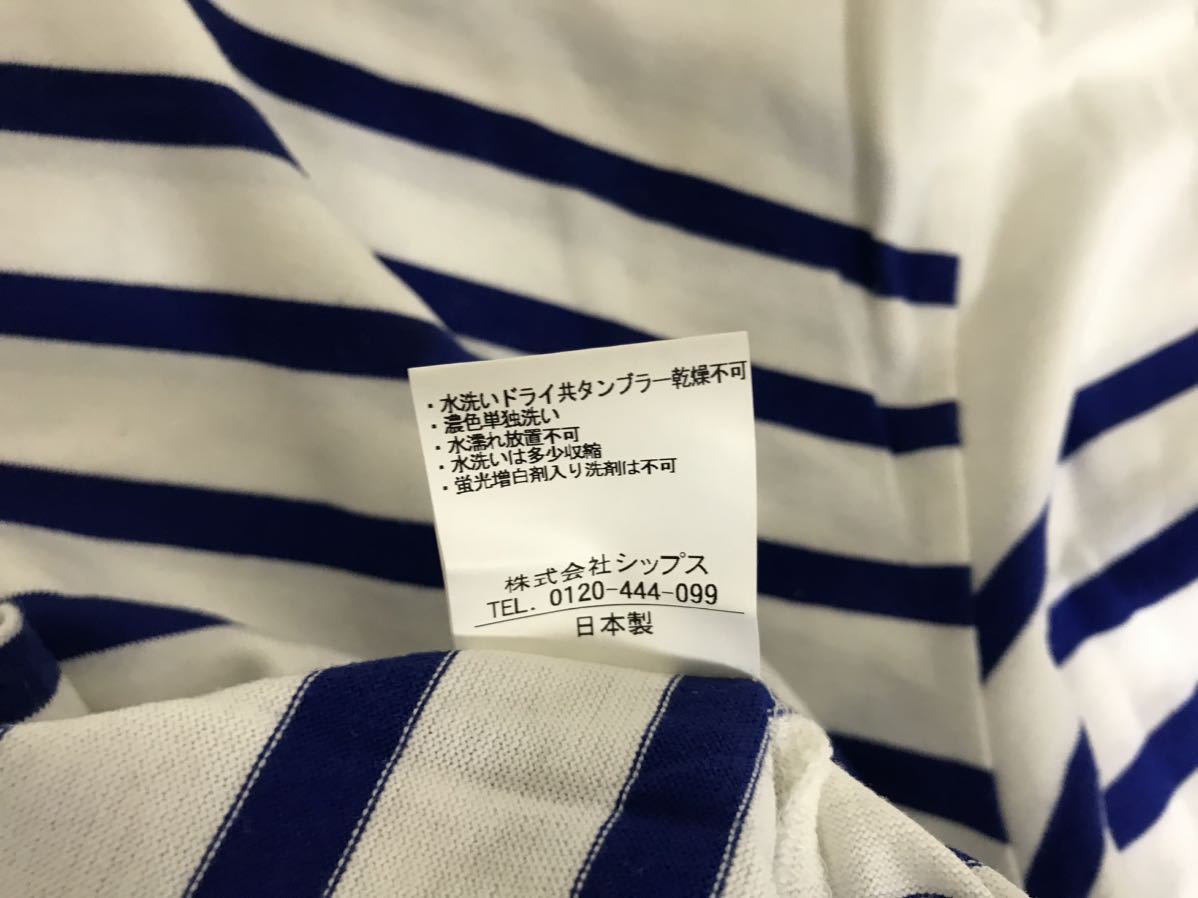 ・水洗いドライ共タンブラー乾燥不可
・濃色単独洗い
・水濡れ放置不可
・水洗いは多少収縮
・蛍光増白剤入り洗剤は不可
株式会社シップス
TEL. 0120-444-099
日本製